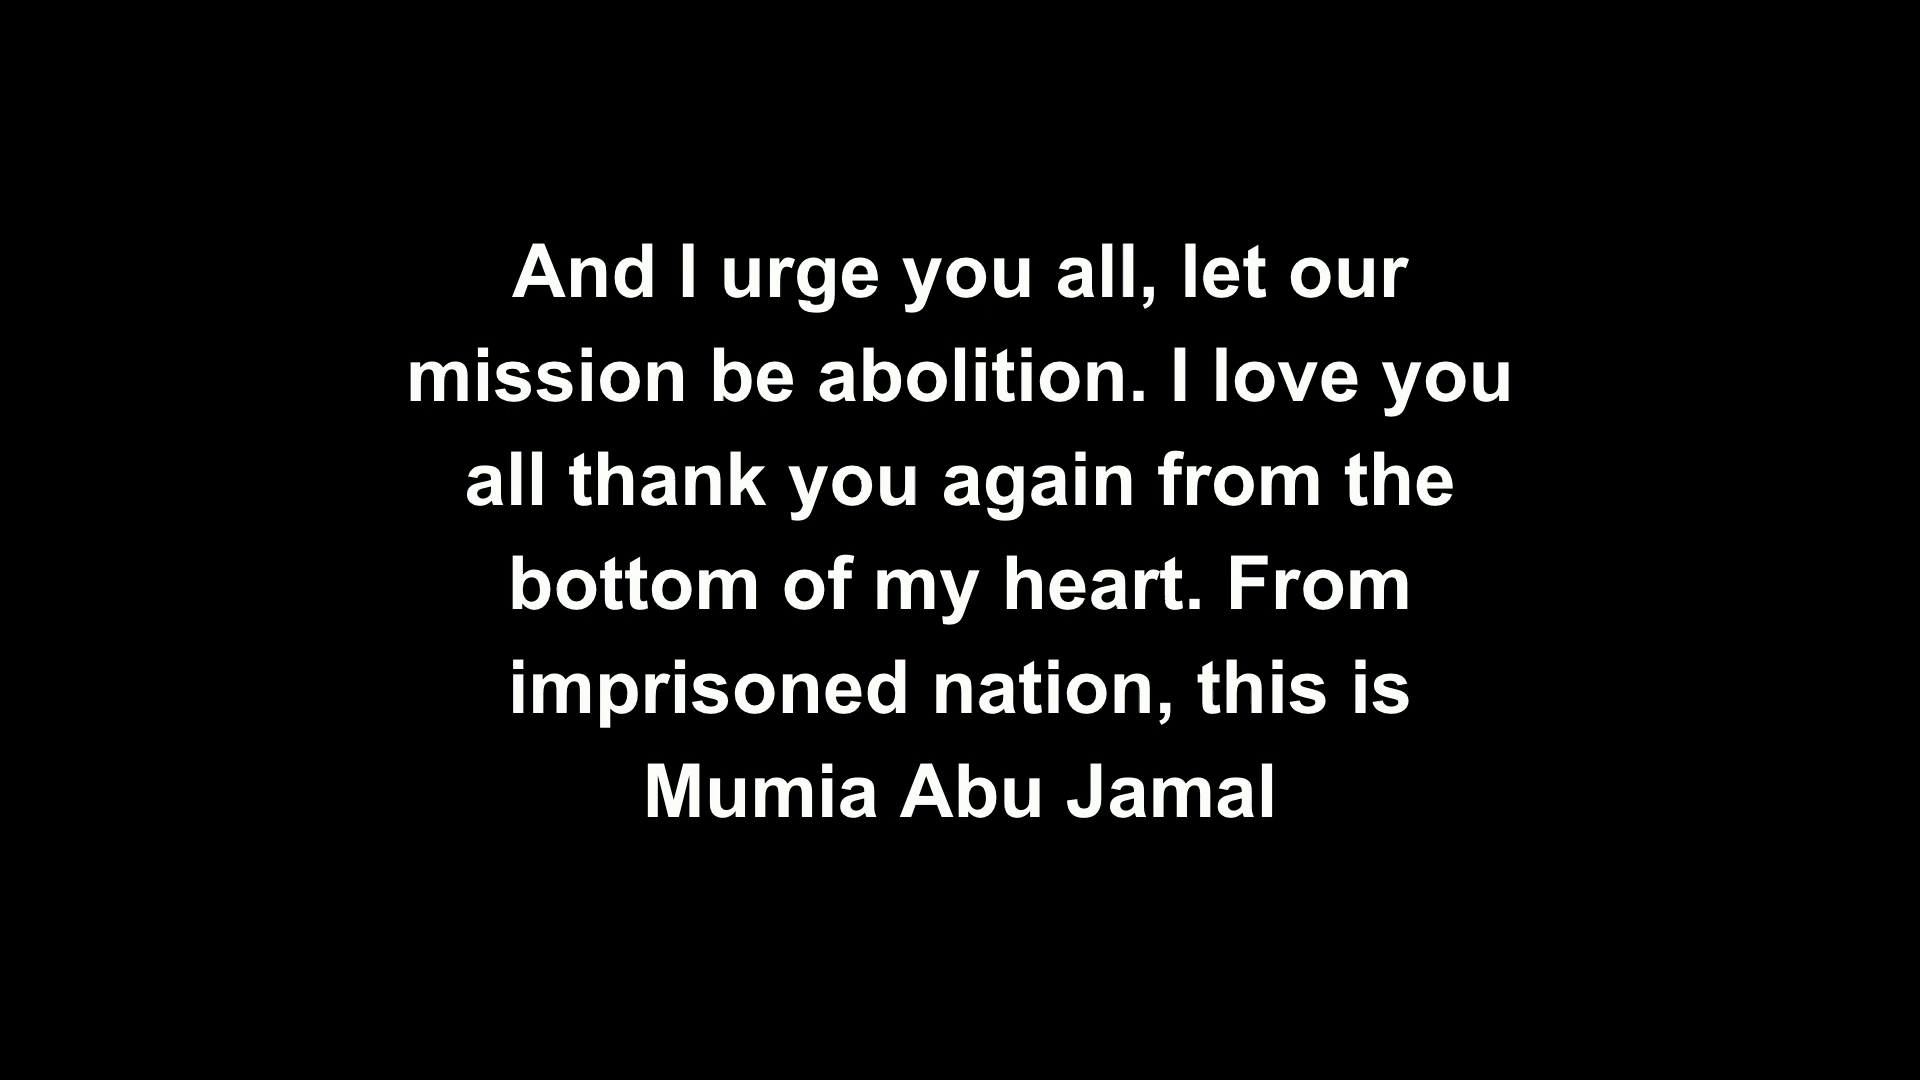 And I urge you all, let our
mission be abolition. I love you
all thank you again from the
bottom of my heart. From
imprisoned nation, this is
Mumia Abu Jamal